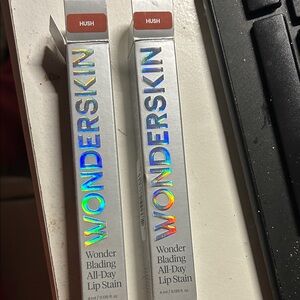 HUSH
WONDERSKIN
Wonder
Blading
All-Day
Lip Stain
HUSH
WONDERSKIN
Wonder
Blading
All-Day
Lip Stain